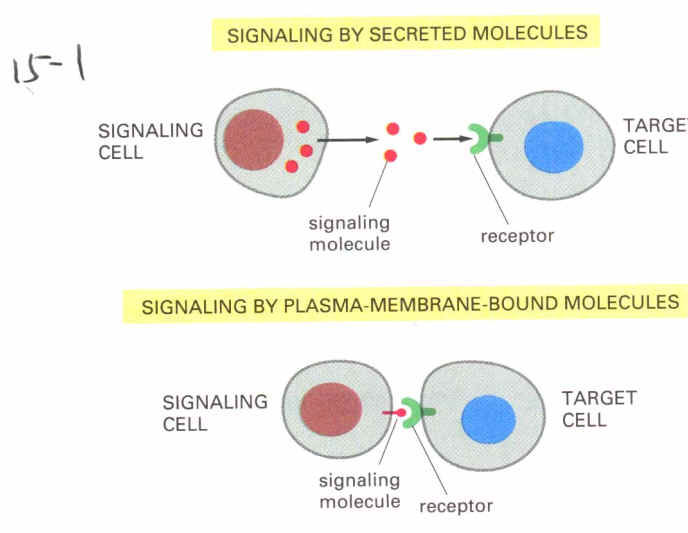 15-1
SIGNALING BY SECRETED MOLECULES
SIGNALING
CELL
TARGET
CELL
signaling
molecule
receptor
SIGNALING BY PLASMA-MEMBRANE-BOUND MOLECULES
SIGNALING
CELL
TARGET
CELL
signaling
molecule
receptor